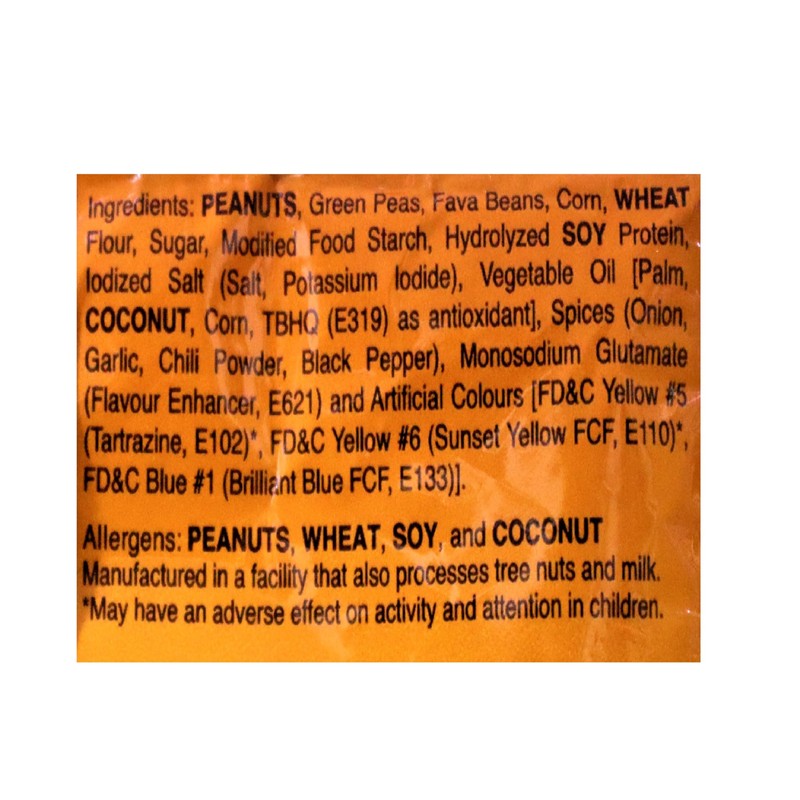 Ingredients: PEANUTS, Green Peas, Fava Beans, Corn, WHEAT
Flour, Sugar, Modified Food Starch, Hydrolyzed SOY Protein,
Iodized Salt (Salt, Potassium Iodide), Vegetable Oil [Palm,
COCONUT, Corn, TBHQ (E319) as antioxidant], Spices (Onion,
Garlic, Chili Powder, Black Pepper), Monosodium Glutamate
(Flavour Enhancer, E621) and Artificial Colours [FD&C Yellow #5
(Tartrazine, E102)*, FD&C Yellow #6 (Sunset Yellow FCF, E110)*,
FD&C Blue #1 (Brilliant Blue FCF, E133)].
Allergens: PEANUTS, WHEAT, SOY, and COCONUT
Manufactured in a facility that also processes tree nuts and milk.
*May have an adverse effect on activity and attention in children.